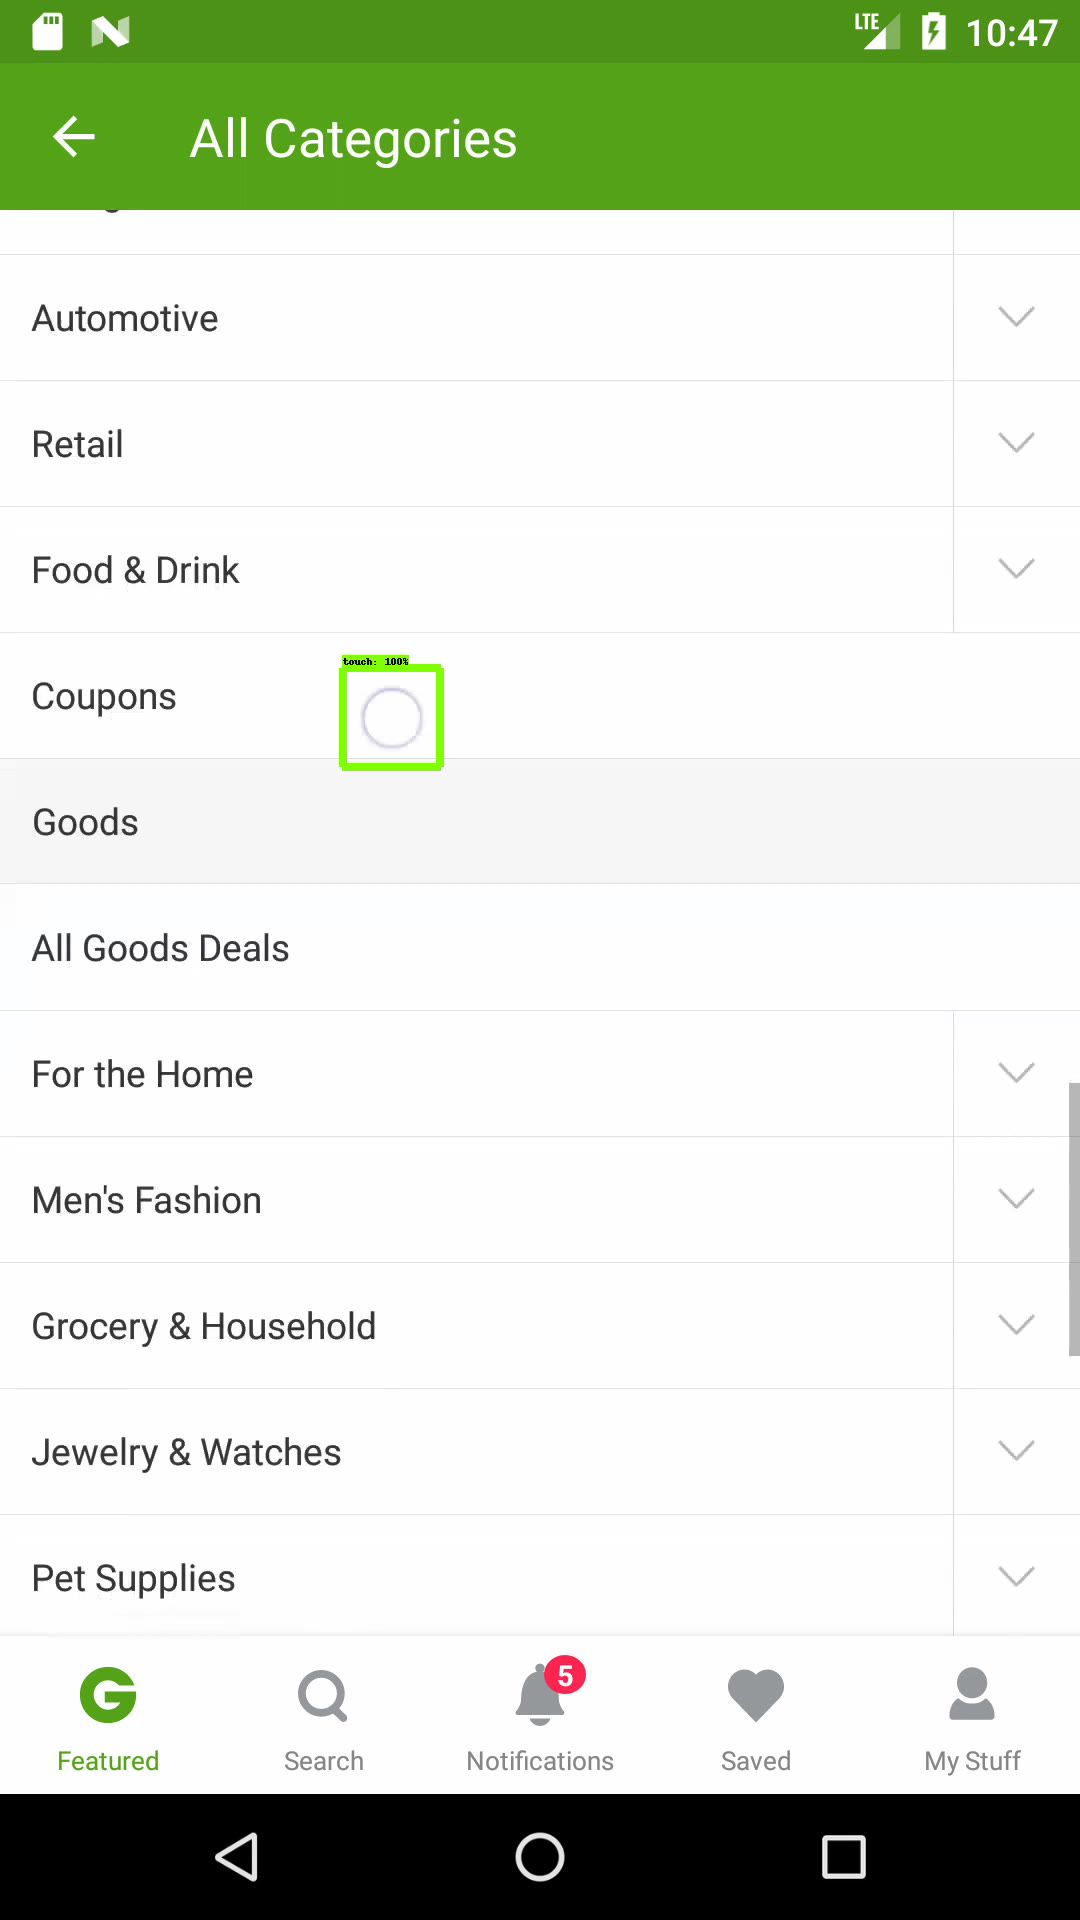 LTE 10:47
All Categories
Automotive
Retail
Food & Drink
touch: 100%
Coupons
Goods
All Goods Deals
For the Home
Men's Fashion
Grocery & Household
Jewelry & Watches
Pet Supplies
5
Featured Search Notifications Saved My Stuff